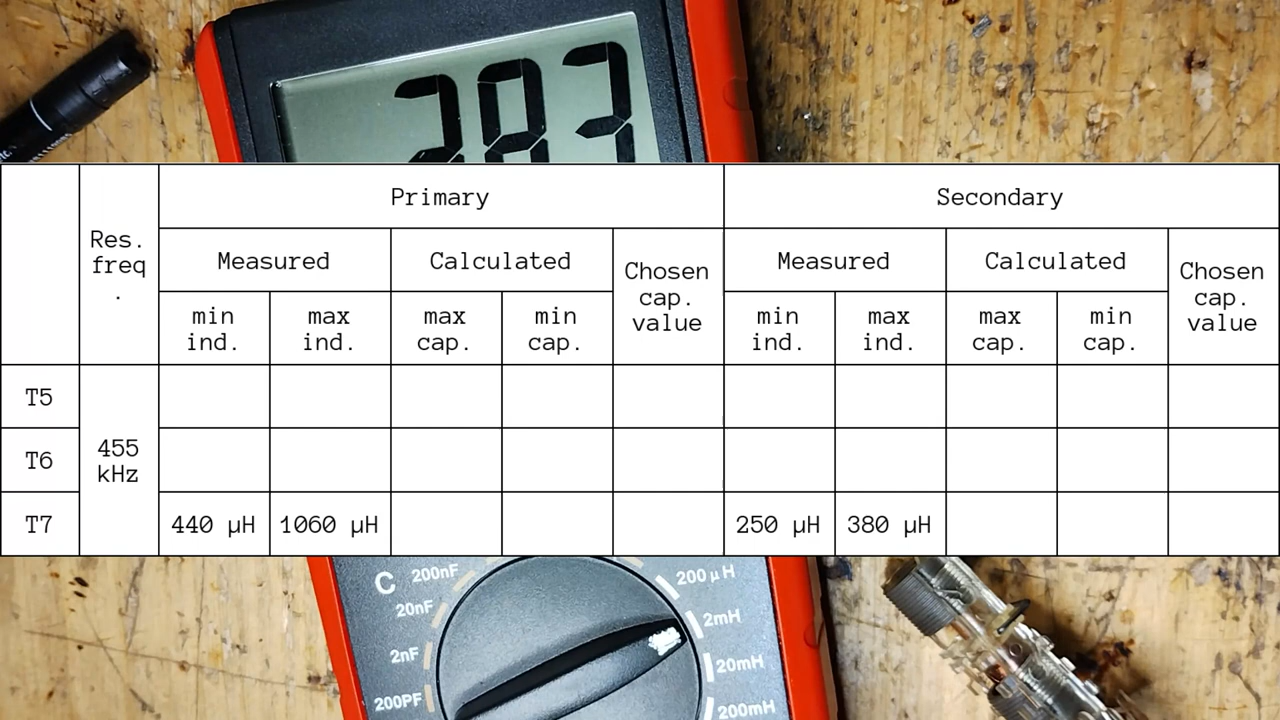 383
Primary
Secondary
Res.
freq
.
Measured
Calculated
Chosen
cap.
value
Measured
Calculated
Chosen
cap.
value
min
ind.
max
ind.
max
cap.
min
cap.
min
ind.
max
ind.
max
cap.
min
cap.
T5
455
kHz
T6
T7
440 µH
1060 µH
250 µH
380 µH
C
200nF
20nF
2nF
200PF
200µH
2mH
20mH
200mH